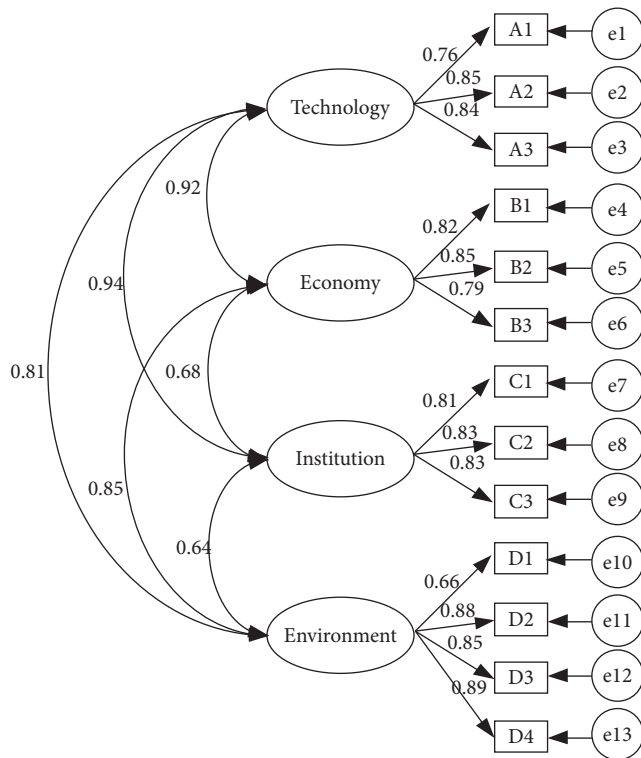 A1
e1
0.76
0.85
A2
e2
Technology
0.84
A3
e3
0.92
B1
e4
0.82
0.85
B2
e5
0.94
Economy
0.79
B3
e6
0.81
0.68
C1
e7
0.81
0.83
C2
e8
Institution
0.83
0.85
C3
e9
0.64
D1
e10
0.66
0.88
D2
e11
Environment
0.85
D3
e12
0.89
D4
e13